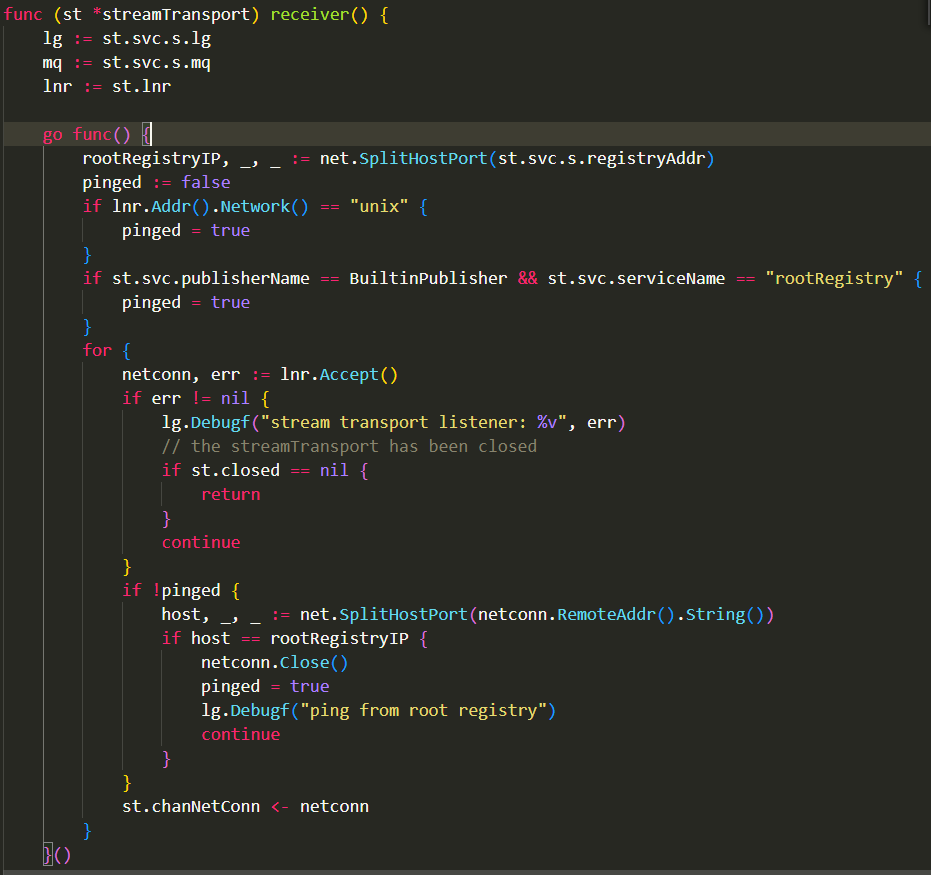 func (st *streamTransport) receiver() {
    lg := st.svc.s.lg
    mq := st.svc.s.mq
    lnr := st.lnr

    go func() {
        rootRegistryIP, _, _ := net.SplitHostPort(st.svc.s.registryAddr)
        pinged := false
        if lnr.Addr().Network() == "unix" {
            pinged = true
        }
        if st.svc.publisherName == BuiltinPublisher && st.svc.serviceName == "rootRegistry" {
            pinged = true
        }
        for {
            netconn, err := lnr.Accept()
            if err != nil {
                lg.Debugf("stream transport listener: %v", err)
                // the streamTransport has been closed
                if st.closed == nil {
                    return
                }
                continue
            }
            if !pinged {
                host, _, _ := net.SplitHostPort(netconn.RemoteAddr().String())
                if host == rootRegistryIP {
                    netconn.Close()
                    pinged = true
                    lg.Debugf("ping from root registry")
                    continue
                }
            }
            st.chanNetConn <- netconn
        }
    }()